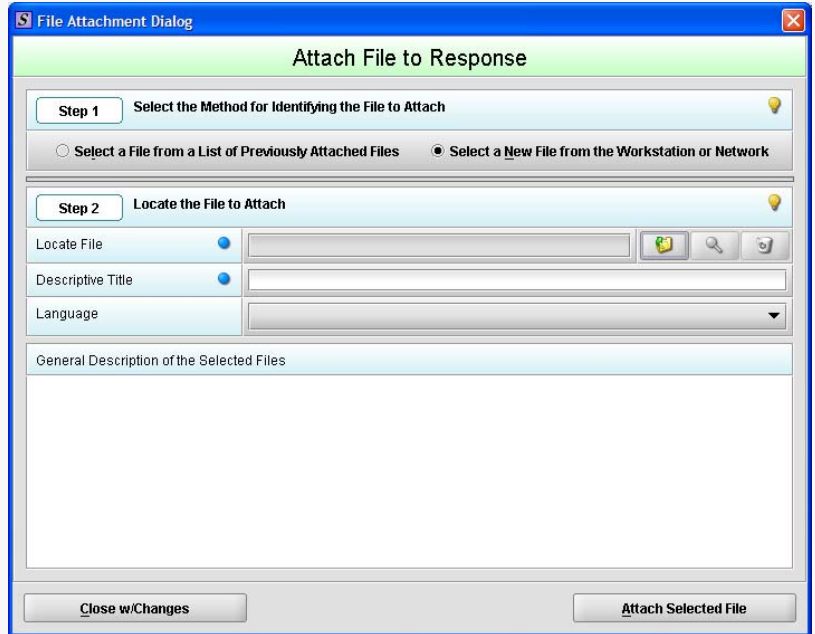 S File Attachment Dialog
Attach File to Response
Step 1 Select the Method for Identifying the File to Attach
Select a File from a List of Previously Attached Files Select a New File from the Workstation or Network
Step 2 Locate the File to Attach
Locate File
Descriptive Title
Language
General Description of the Selected Files
Close w/Changes Attach Selected File